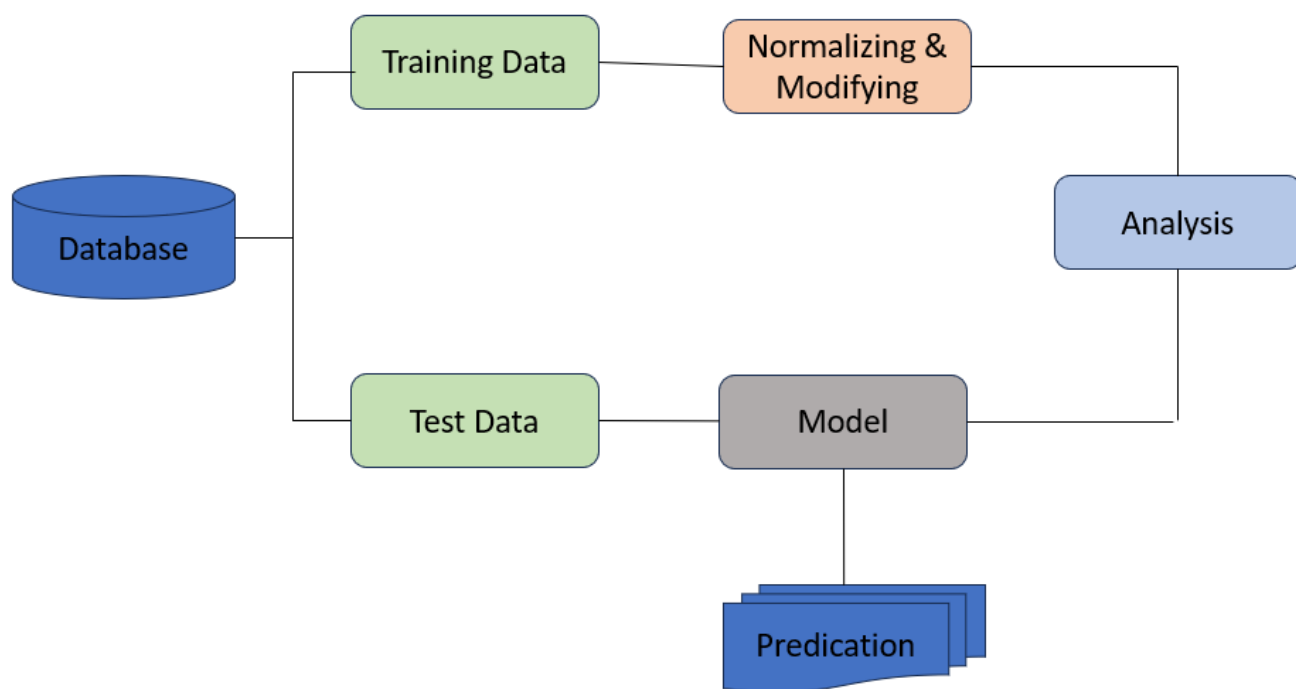 Training Data
Normalizing &
Modifying
Database
Analysis
Test Data
Model
Predication